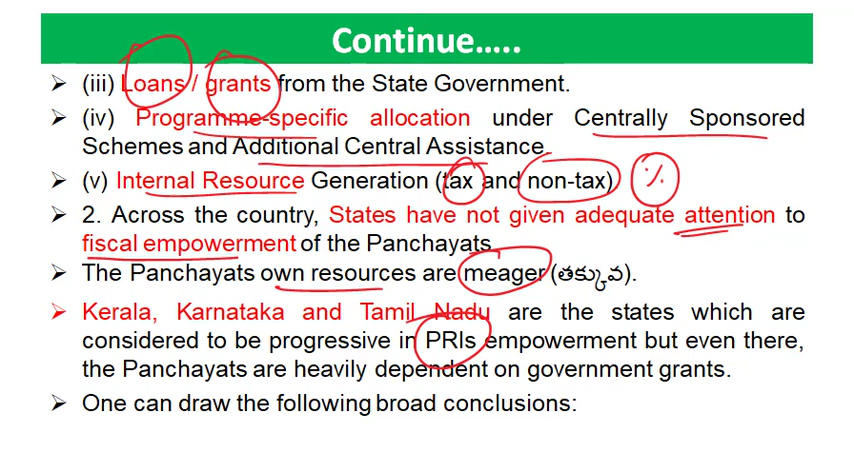 Continue…..
➤ (iii) Loans / grants from the State Government.
➤ (iv) Programme-specific allocation under Centrally Sponsored
Schemes and Additional Central Assistance.
➤ (v) Internal Resource Generation (tax and non-tax) %
➤ 2. Across the country, States have not given adequate attention to
fiscal empowerment of the Panchayats.
➤ The Panchayats own resources are meager (తక్కువ).
➤ Kerala, Karnataka and Tamil Nadu are the states which are
considered to be progressive in PRIs empowerment but even there,
the Panchayats are heavily dependent on government grants.
➤ One can draw the following broad conclusions: